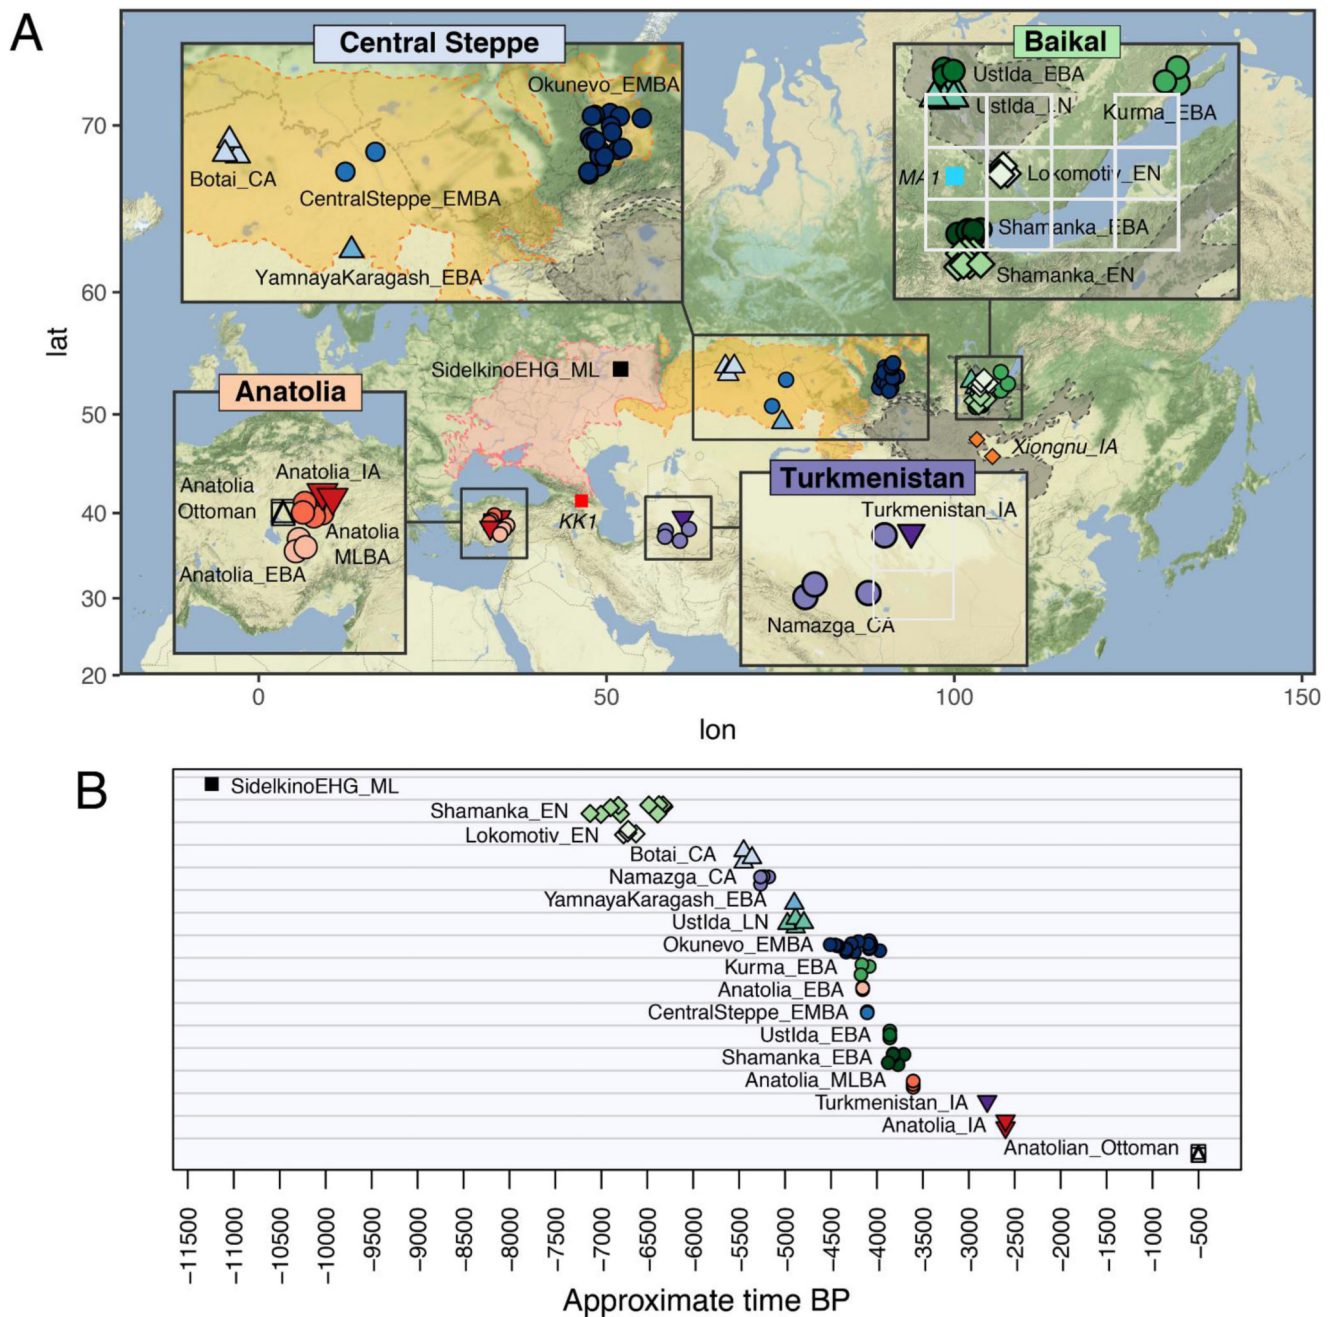 A
Central Steppe
Okunevo_EMBA
Botai_CA
CentralSteppe_EMBA
YamnayaKaragash_EBA
Baikal
UstIda_EBA
UstIda_LN
Kurma_EBA
MA1
Lokomotiv_EN
Shamanka_EBA
Shamanka_EN
SidelkinoEHG_ML
Anatolia
Anatolia_IA
Anatolia
Ottoman
Anatolia
MLBA
Anatolia_EBA
KK1
Xiongnu_IA
Turkmenistan
Turkmenistan_IA
Namazga_CA
lat
70
60
50
40
30
20
0
50
100
150
lon
B
SidelkinoEHG_ML
Shamanka_EN
Lokomotiv_EN
Botai_CA
Namazga_CA
YamnayaKaragash_EBA
UstIda_LN
Okunevo_EMBA
Kurma_EBA
Anatolia_EBA
CentralSteppe_EMBA
UstIda_EBA
Shamanka_EBA
Anatolia_MLBA
Turkmenistan_IA
Anatolia_IA
Anatolian_Ottoman
−11500
−11000
−10500
−10000
−9500
−9000
−8500
−8000
−7500
−7000
−6500
−6000
−5500
−5000
−4500
−4000
−3500
−3000
−2500
−2000
−1500
−1000
−500
Approximate time BP